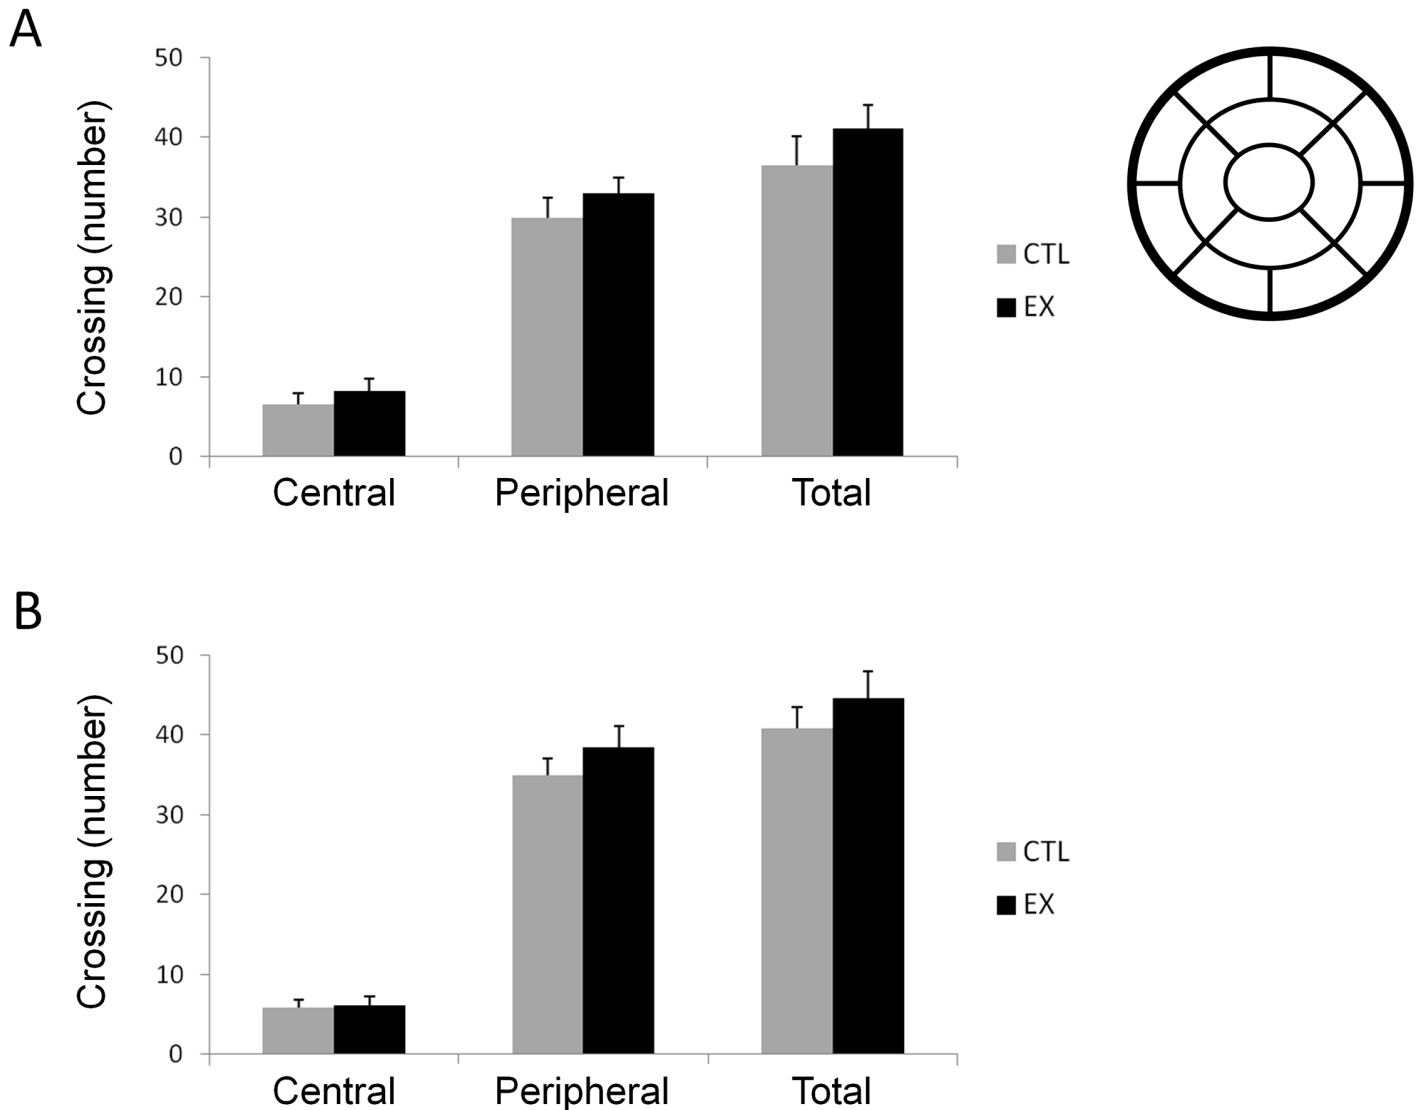 A
50
40
30
20
10
0
Crossing (number)
Central Peripheral Total
CTL
EX
B
50
40
30
20
10
0
Crossing (number)
Central Peripheral Total
CTL
EX